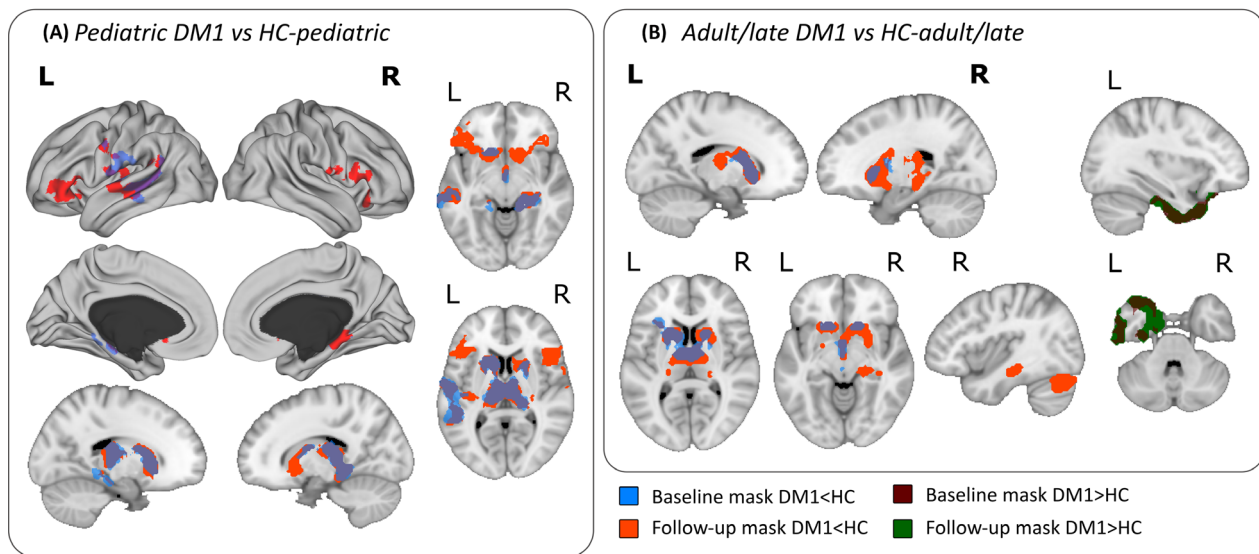 (A) Pediatric DM1 vs HC-pediatric
L R
L R
L R
(B) Adult/late DM1 vs HC-adult/late
L R L
L R L R R L R
Baseline mask DM1<HC
Baseline mask DM1>HC
Follow-up mask DM1<HC
Follow-up mask DM1>HC